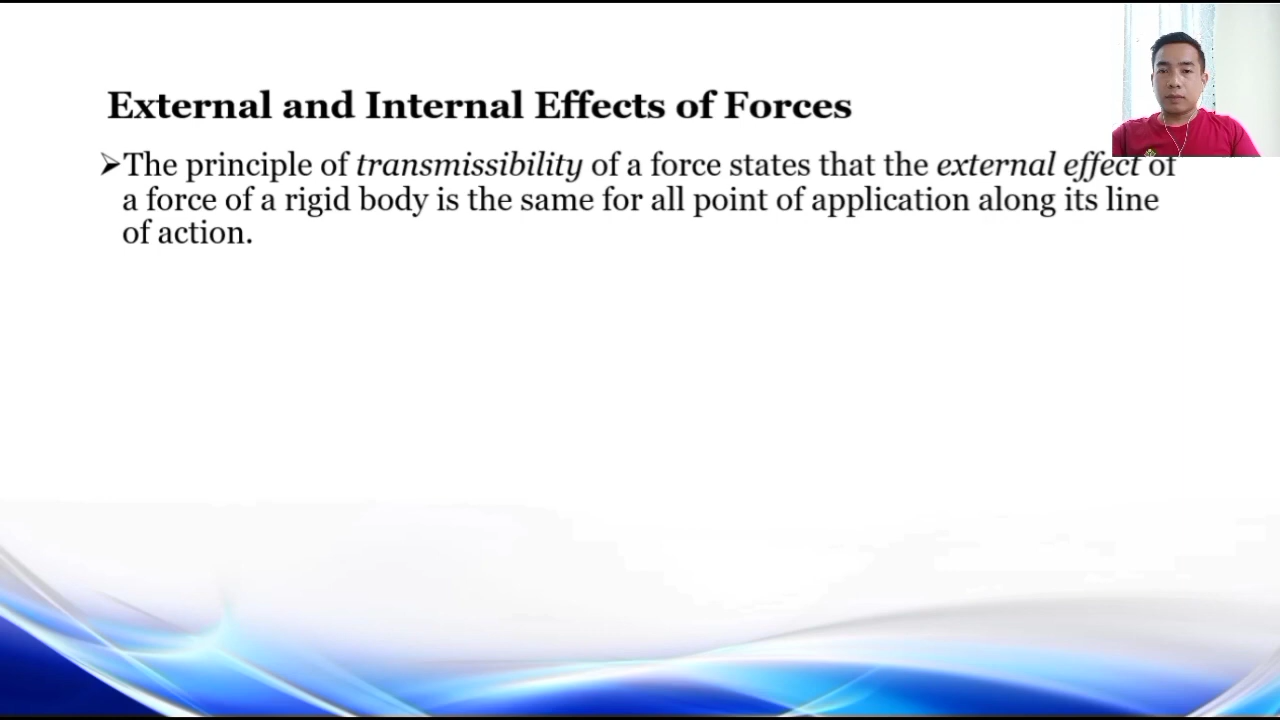 External and Internal Effects of Forces
➢The principle of transmissibility of a force states that the external effect of
a force of a rigid body is the same for all point of application along its line
of action.